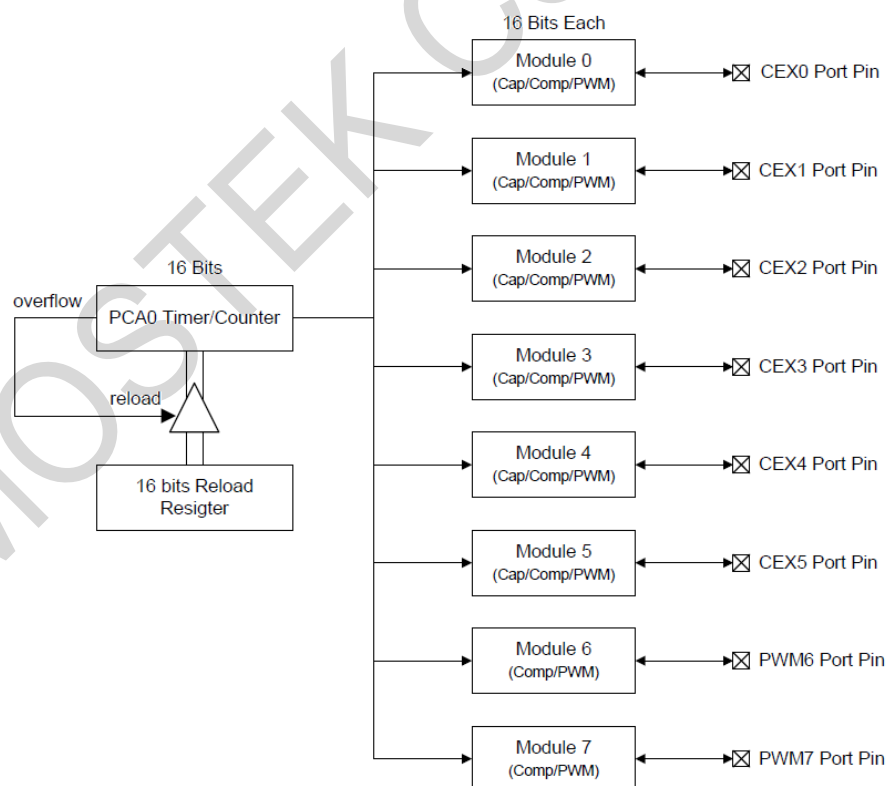 16 Bits Each
Module 0
(Cap/Comp/PWM)
CEX0 Port Pin
Module 1
(Cap/Comp/PWM)
CEX1 Port Pin
Module 2
(Cap/Comp/PWM)
CEX2 Port Pin
16 Bits
overflow
PCA0 Timer/Counter
Module 3
(Cap/Comp/PWM)
CEX3 Port Pin
reload
Module 4
(Cap/Comp/PWM)
CEX4 Port Pin
16 bits Reload
Resigter
Module 5
(Cap/Comp/PWM)
CEX5 Port Pin
Module 6
(Comp/PWM)
PWM6 Port Pin
Module 7
(Comp/PWM)
PWM7 Port Pin
MOSTEK